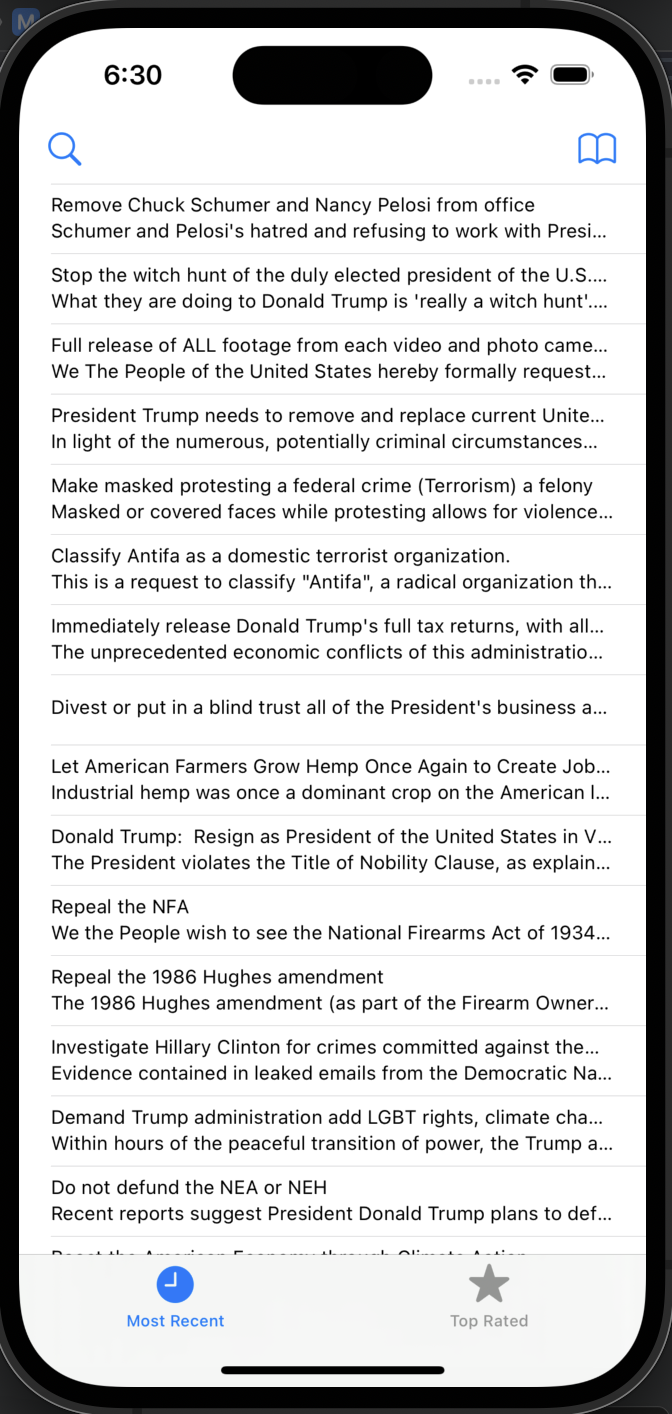 M
6:30
Remove Chuck Schumer and Nancy Pelosi from office
Schumer and Pelosi's hatred and refusing to work with Presi...
Stop the witch hunt of the duly elected president of the U.S....
What they are doing to Donald Trump is 'really a witch hunt'....
Full release of ALL footage from each video and photo came...
We The People of the United States hereby formally request...
President Trump needs to remove and replace current Unite...
In light of the numerous, potentially criminal circumstances...
Make masked protesting a federal crime (Terrorism) a felony
Masked or covered faces while protesting allows for violence...
Classify Antifa as a domestic terrorist organization.
This is a request to classify "Antifa", a radical organization th...
Immediately release Donald Trump's full tax returns, with all...
The unprecedented economic conflicts of this administratio...
Divest or put in a blind trust all of the President's business a...
Let American Farmers Grow Hemp Once Again to Create Job...
Industrial hemp was once a dominant crop on the American l...
Donald Trump:  Resign as President of the United States in V...
The President violates the Title of Nobility Clause, as explain...
Repeal the NFA
We the People wish to see the National Firearms Act of 1934...
Repeal the 1986 Hughes amendment
The 1986 Hughes amendment (as part of the Firearm Owner...
Investigate Hillary Clinton for crimes committed against the...
Evidence contained in leaked emails from the Democratic Na...
Demand Trump administration add LGBT rights, climate cha...
Within hours of the peaceful transition of power, the Trump a...
Do not defund the NEA or NEH
Recent reports suggest President Donald Trump plans to def...
Boost the American Economy through Climate Action
Most Recent
Top Rated